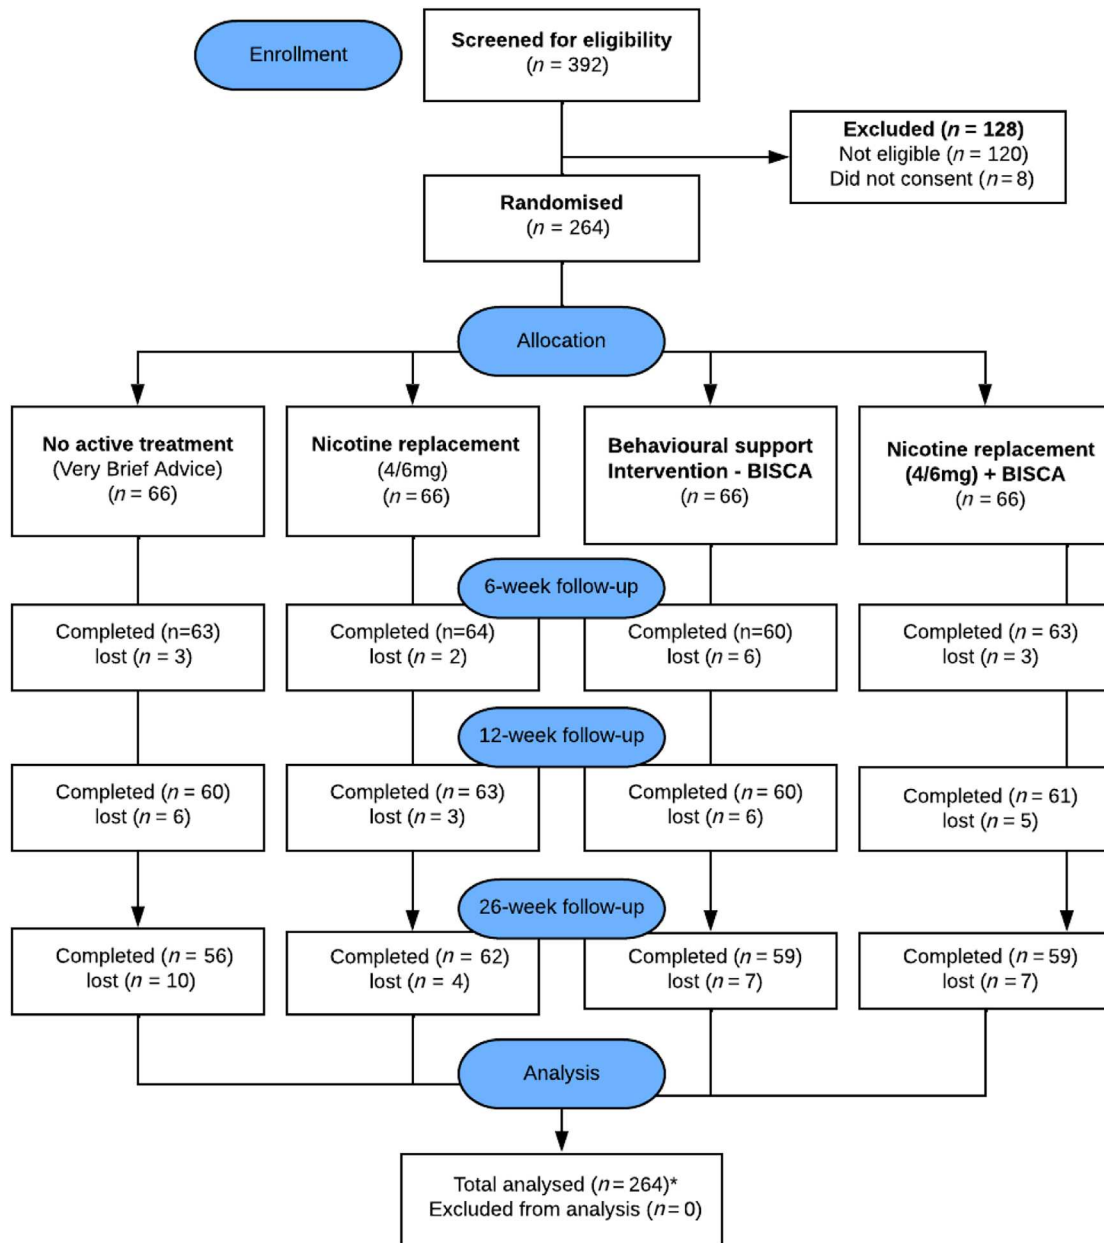 Enrollment
Screened for eligibility
(n = 392)
Excluded (n = 128)
Not eligible (n = 120)
Did not consent (n = 8)
Randomised
(n = 264)
Allocation
No active treatment
(Very Brief Advice)
(n = 66)
Nicotine replacement
(4/6mg)
(n = 66)
Behavioural support
Intervention - BISCA
(n = 66)
Nicotine replacement
(4/6mg) + BISCA
(n = 66)
6-week follow-up
Completed (n=63)
lost (n = 3)
Completed (n=64)
lost (n = 2)
Completed (n=60)
lost (n = 6)
Completed (n = 63)
lost (n = 3)
12-week follow-up
Completed (n = 60)
lost (n = 6)
Completed (n = 63)
lost (n = 3)
Completed (n = 60)
lost (n = 6)
Completed (n = 61)
lost (n = 5)
26-week follow-up
Completed (n = 56)
lost (n = 10)
Completed (n = 62)
lost (n = 4)
Completed (n = 59)
lost (n = 7)
Completed (n = 59)
lost (n = 7)
Analysis
Total analysed (n = 264)*
Excluded from analysis (n = 0)